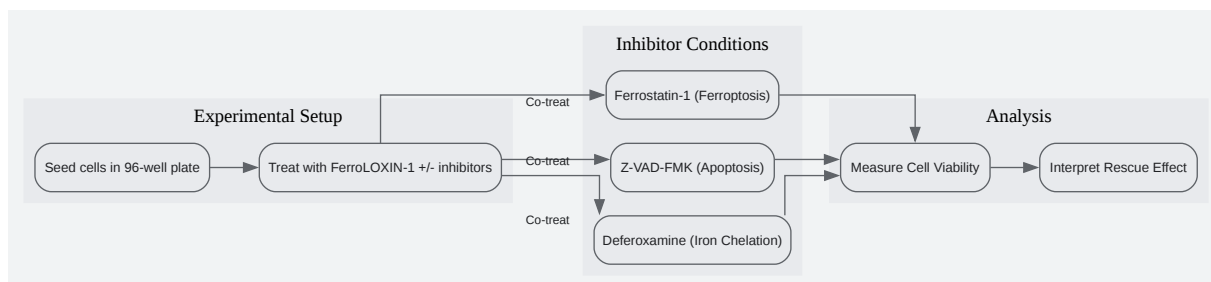 Inhibitor Conditions
Ferrostatin-1 (Ferroptosis)
Co-treat
Experimental Setup
Analysis
Seed cells in 96-well plate
Treat with FerroLOXIN-1 +/- inhibitors
Co-treat
Z-VAD-FMK (Apoptosis)
Measure Cell Viability
Interpret Rescue Effect
Co-treat
Deferoxamine (Iron Chelation)